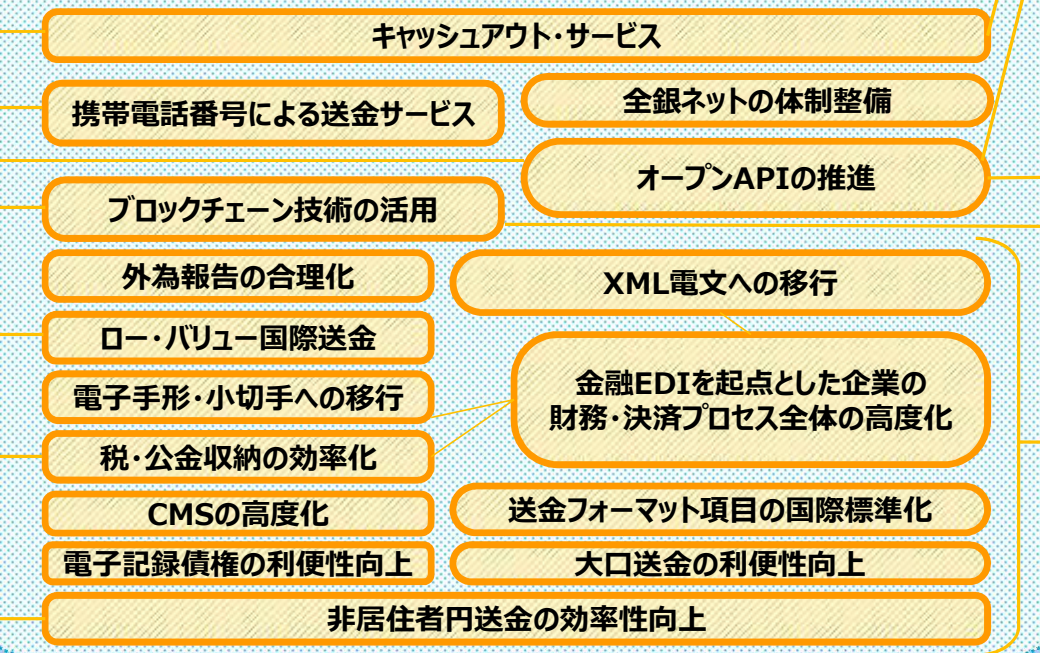 キャッシュアウト・サービス
携帯電話番号による送金サービス
全銀ネットの体制整備
オープンAPIの推進
ブロックチェーン技術の活用
外為報告の合理化
XML電文への移行
ロー・バリュー国際送金
電子手形・小切手への移行
金融EDIを起点とした企業の
財務・決済プロセス全体の高度化
税・公金収納の効率化
CMSの高度化
送金フォーマット項目の国際標準化
電子記録債権の利便性向上
大口送金の利便性向上
非居住者円送金の効率性向上